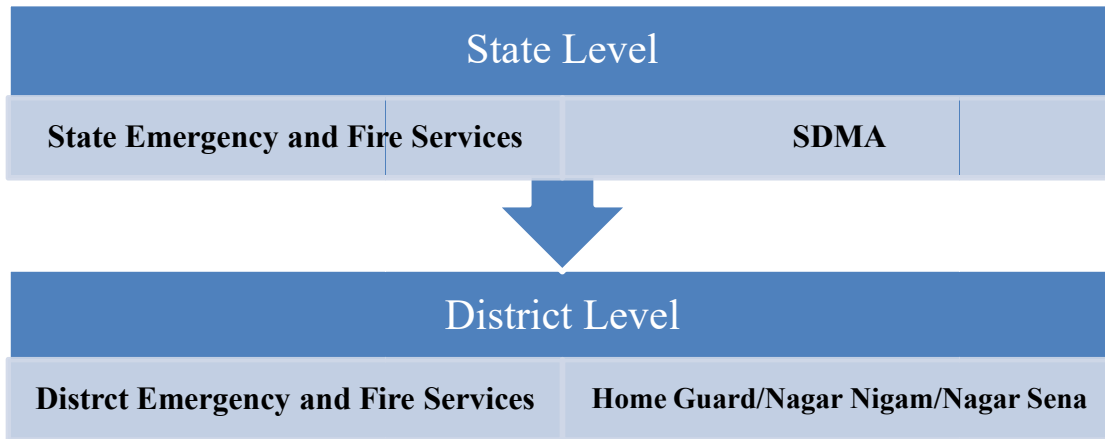 State Level
State Emergency and Fire Services
SDMA
District Level
Distrct Emergency and Fire Services
Home Guard/Nagar Nigam/Nagar Sena